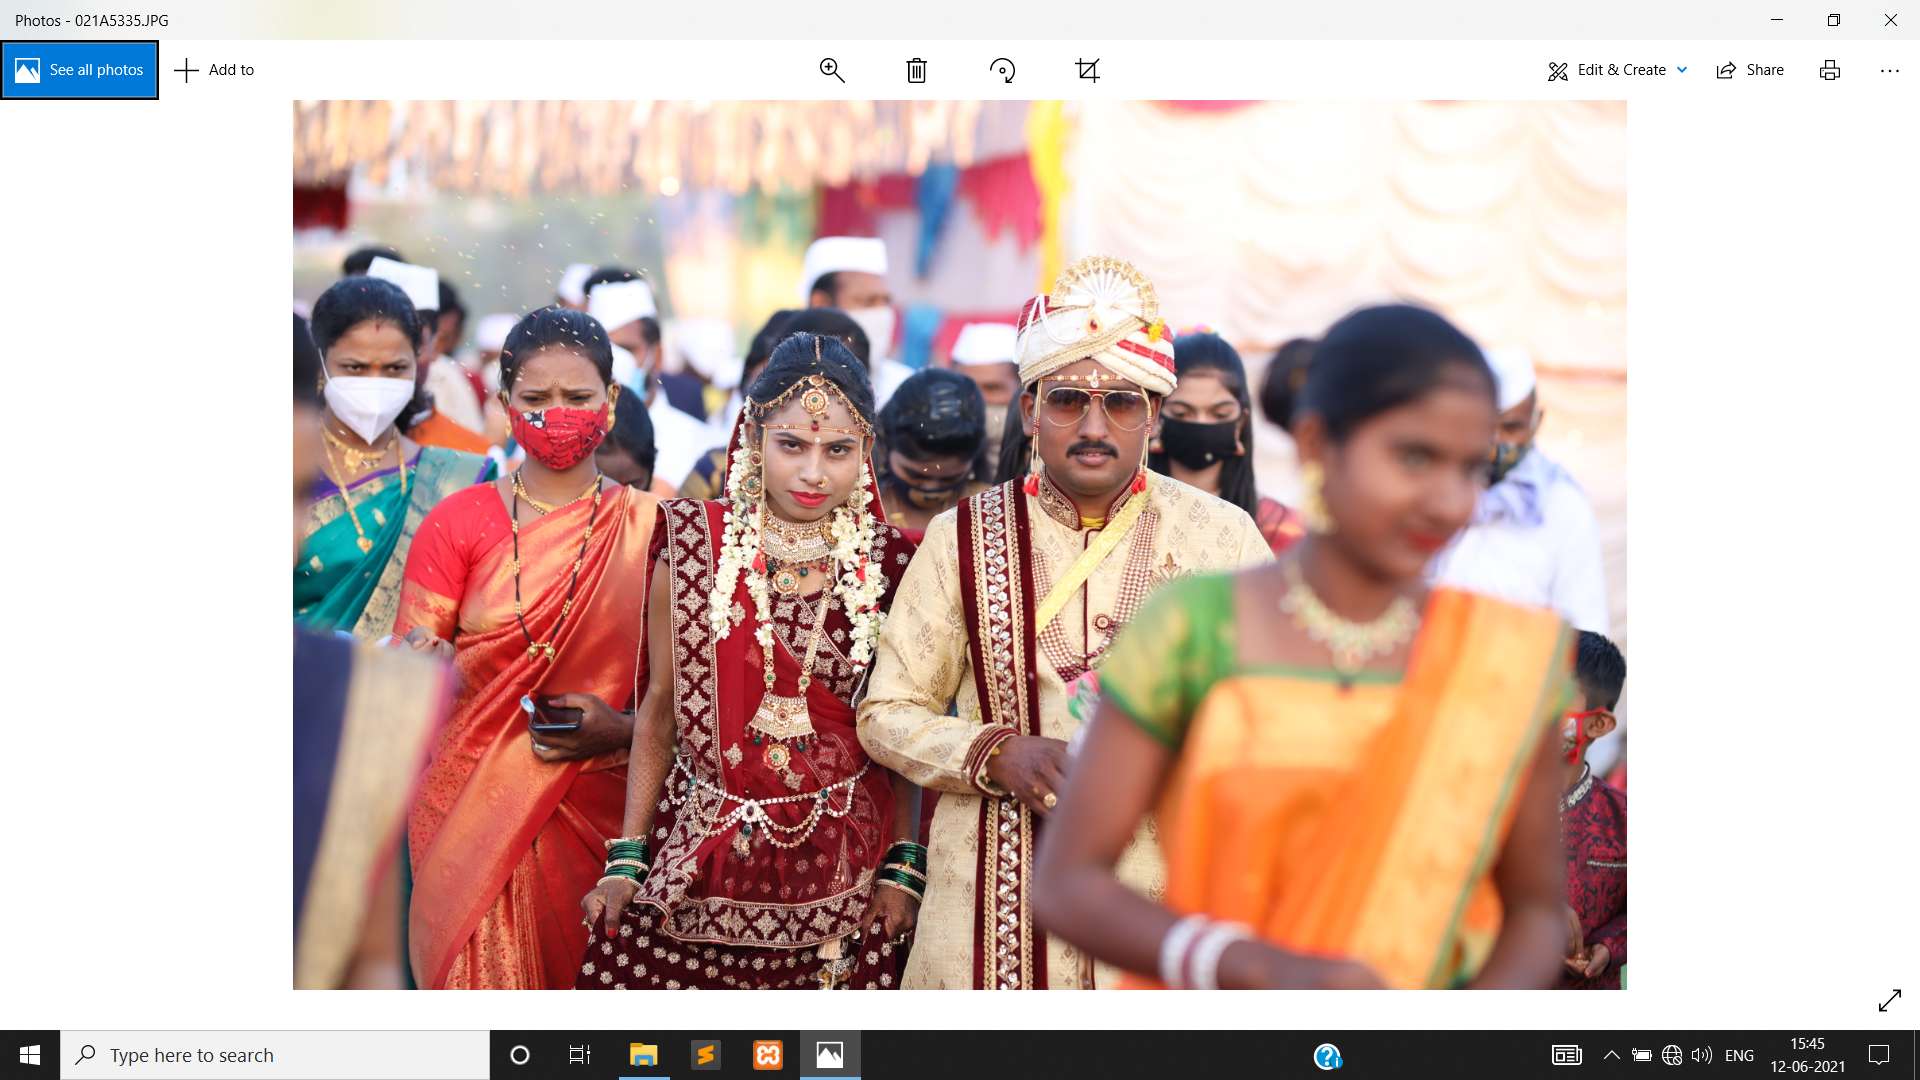 Photos - 021A5335.JPG
See all photos
Add to
Edit & Create
Share
Type here to search
ENG
15:45
12-06-2021